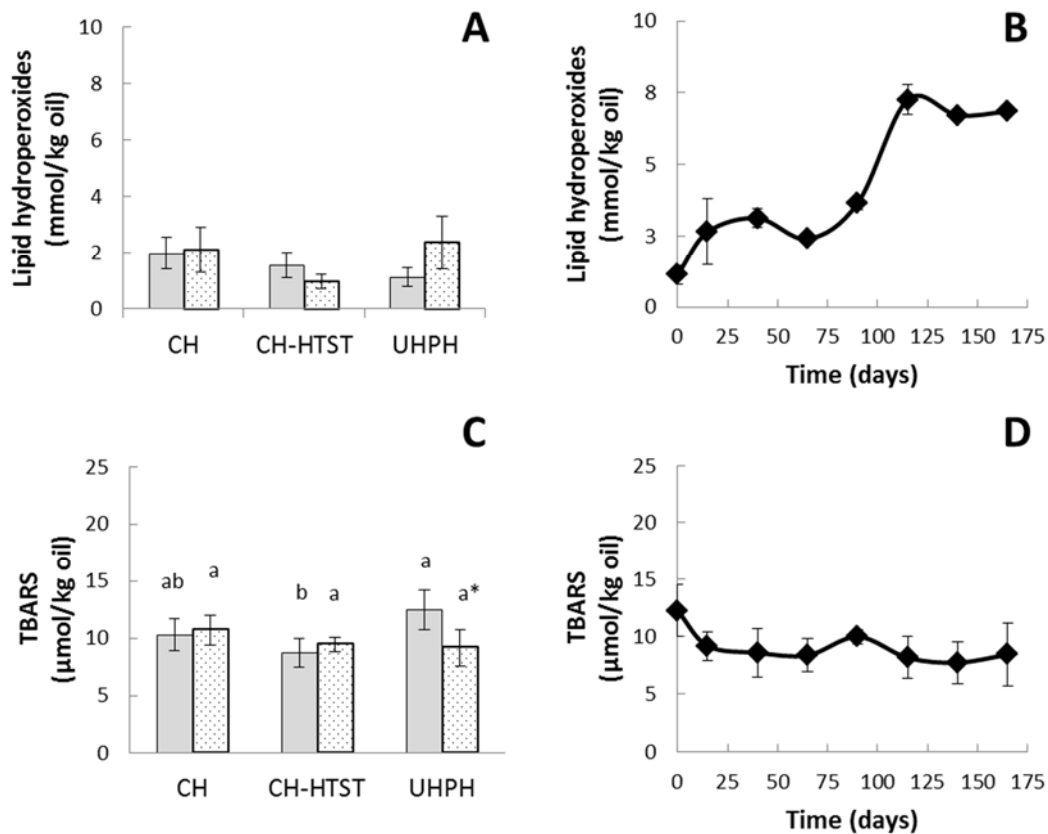 A
Lipid hydroperoxides
(mmol/kg oil)
10
8
6
4
2
0
CH
CH-HTST
UHPH
B
Lipid hydroperoxides
(mmol/kg oil)
10
8
5
3
0
0 25 50 75 100 125 150 175
Time (days)
C
TBARS
(µmol/kg oil)
25
20
15
10
5
0
ab a
b a
a a*
CH
CH-HTST
UHPH
D
TBARS
(µmol/kg oil)
25
20
15
10
5
0
0 25 50 75 100 125 150 175
Time (days)